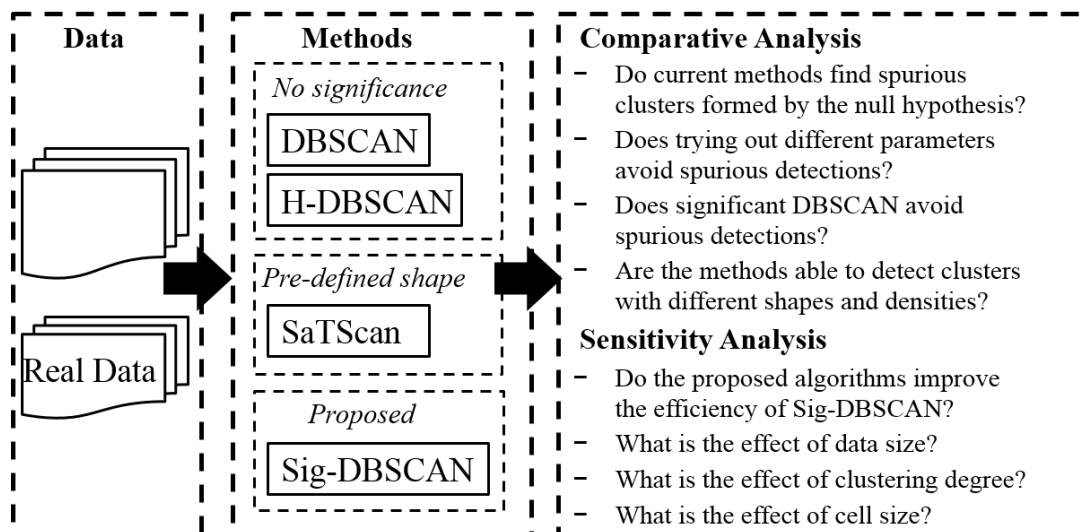 Data
Real Data
Methods
No significance
DBSCAN
H-DBSCAN
Pre-defined shape
SaTScan
Proposed
Sig-DBSCAN
Comparative Analysis
– Do current methods find spurious
clusters formed by the null hypothesis?
– Does trying out different parameters
avoid spurious detections?
– Does significant DBSCAN avoid
spurious detections?
– Are the methods able to detect clusters
with different shapes and densities?
Sensitivity Analysis
– Do the proposed algorithms improve
the efficiency of Sig-DBSCAN?
– What is the effect of data size?
– What is the effect of clustering degree?
– What is the effect of cell size?